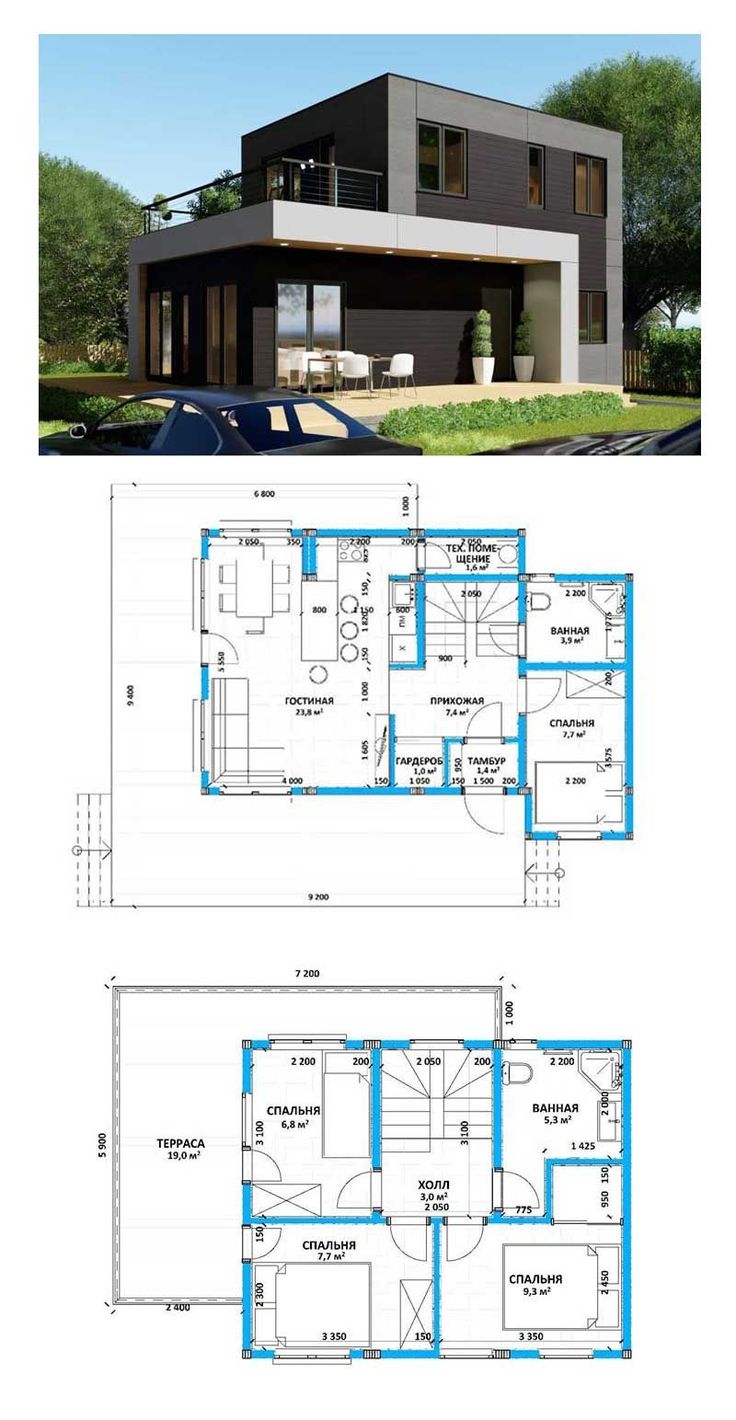 6 800
1 000
2 050
350
2 200
200
2 050
ТЕХ. ПОМЕ-
ЩЕНИЕ
1,6 м²
150
2 050
2 200
800
1 150
600
1 820
ПМ
1 775
ВАННАЯ
3,9 м²
5 550
150
900
X
200
9 400
1 000
ГОСТИНАЯ
23,8 м²
ПРИХОЖАЯ
7,4 м²
СПАЛЬНЯ
7,7 м²
1 605
950
3 575
ГАРДЕРОБ
1,0 м²
ТАМБУР
1,4 м²
4 000
150
1 050
150
1 500
200
2 200
9 200
7 200
1 000
2 200
200
2 050
200
2 200
СПАЛЬНЯ
6,8 м²
2 000
ВАННАЯ
5,3 м²
3 100
3 100
5 900
ТЕРРАСА
19,0 м²
1 425
ХОЛЛ
3,0 м²
2 050
150
950
775
150
СПАЛЬНЯ
7,7 м²
СПАЛЬНЯ
9,3 м²
2 300
2 450
2 400
3 350
150
3 350